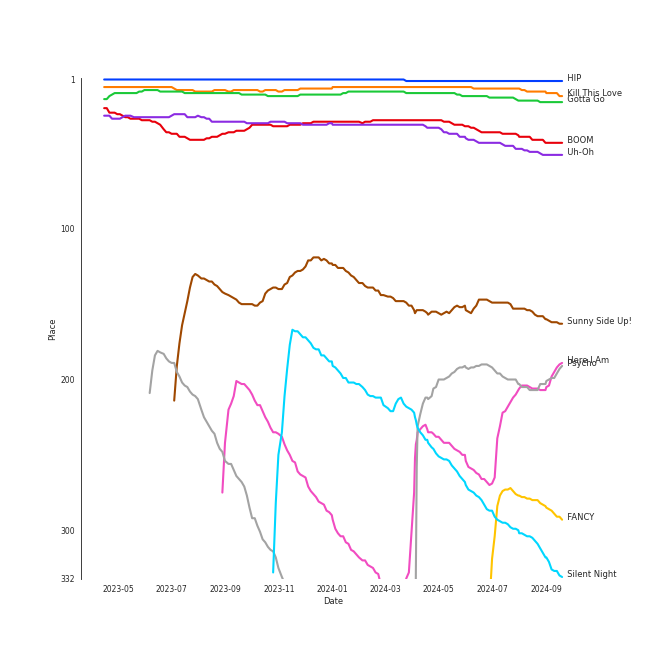 1
HIP
Kill This Love
Gotta Go
BOOM
Uh-Oh
100
Sunny Side Up!
Place
Here I Am
Psycho
200
FANCY
300
Silent Night
332
2023-05 2023-07 2023-09 2023-11 2024-01 2024-03 2024-05 2024-07 2024-09
Date